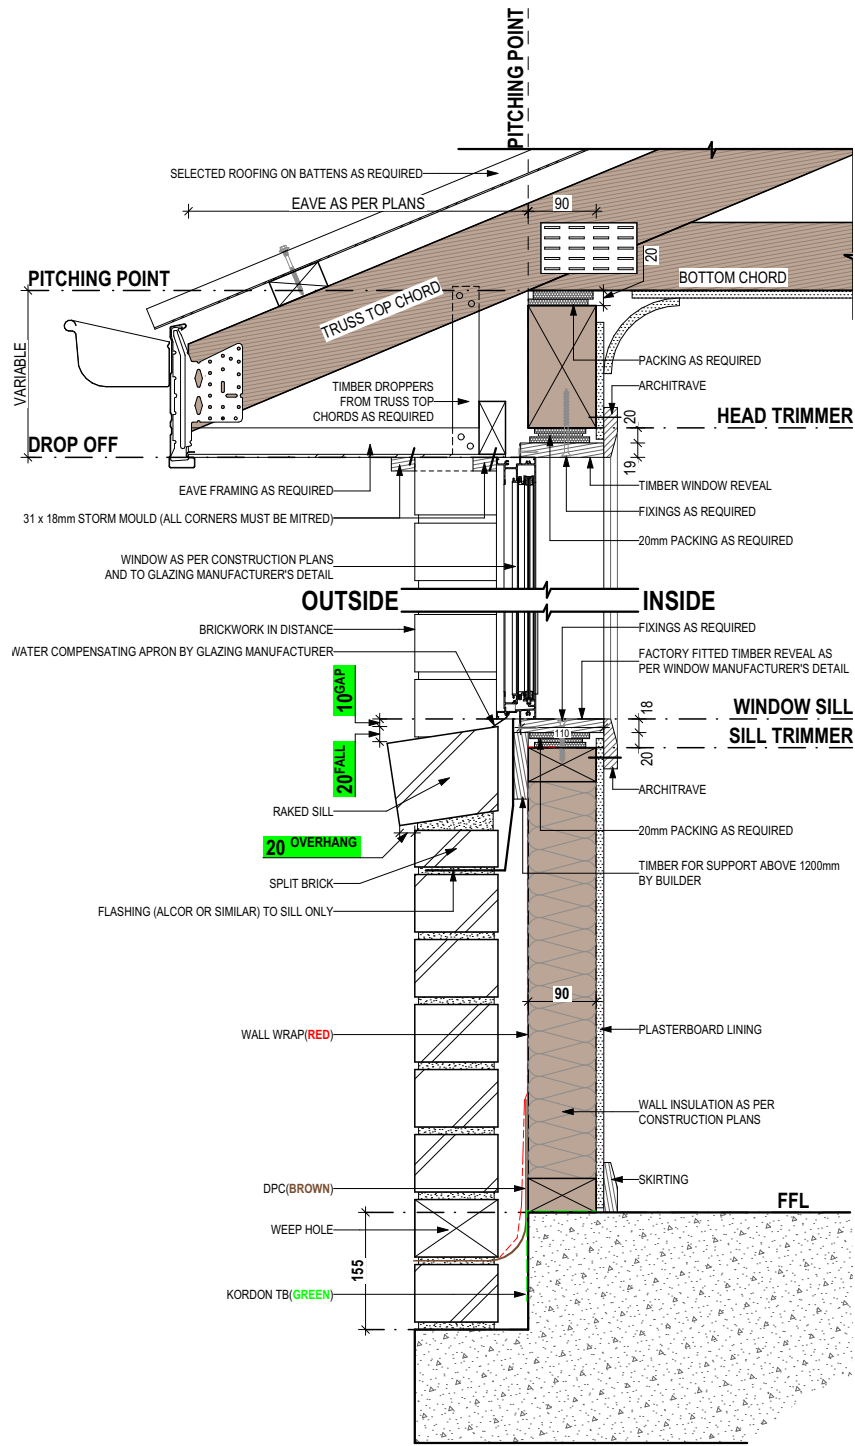 PITCHING POINT
SELECTED ROOFING ON BATTENS AS REQUIRED
EAVE AS PER PLANS
90
20
BOTTOM CHORD
PITCHING POINT
TRUSS TOP CHORD
VARIABLE
PACKING AS REQUIRED
TIMBER DROPPERS
FROM TRUSS TOP
CHORDS AS REQUIRED
ARCHITRAVE
20
HEAD TRIMMER
DROP OFF
19
EAVE FRAMING AS REQUIRED
TIMBER WINDOW REVEAL
31 x 18mm STORM MOULD (ALL CORNERS MUST BE MITRED)
FIXINGS AS REQUIRED
20mm PACKING AS REQUIRED
WINDOW AS PER CONSTRUCTION PLANS
AND TO GLAZING MANUFACTURER'S DETAIL
OUTSIDE
INSIDE
BRICKWORK IN DISTANCE
FIXINGS AS REQUIRED
WATER COMPENSATING APRON BY GLAZING MANUFACTURER
FACTORY FITTED TIMBER REVEAL AS
PER WINDOW MANUFACTURER'S DETAIL
10 GAP
18
WINDOW SILL
110
SILL TRIMMER
20 FALL
20
RAKED SILL
ARCHITRAVE
20 OVERHANG
20mm PACKING AS REQUIRED
SPLIT BRICK
TIMBER FOR SUPPORT ABOVE 1200mm
BY BUILDER
FLASHING (ALCOR OR SIMILAR) TO SILL ONLY
90
WALL WRAP(RED)
PLASTERBOARD LINING
WALL INSULATION AS PER
CONSTRUCTION PLANS
DPC(BROWN)
SKIRTING
FFL
WEEP HOLE
155
KORDON TB(GREEN)